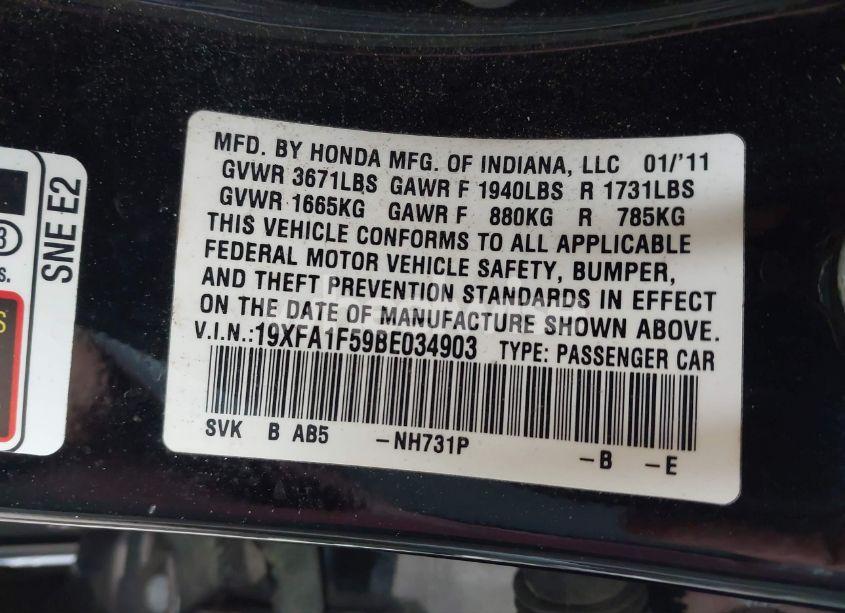 MFD. BY HONDA MFG. OF INDIANA, LLC 01/'11
GVWR 3671LBS GAWR F 1940LBS R 1731LBS
GVWR 1665KG GAWR F 880KG R 785KG
THIS VEHICLE CONFORMS TO ALL APPLICABLE
FEDERAL MOTOR VEHICLE SAFETY, BUMPER,
AND THEFT PREVENTION STANDARDS IN EFFECT
ON THE DATE OF MANUFACTURE SHOWN ABOVE.
V.I.N.:19XFA1F59BE034903 TYPE: PASSENGER CAR
SVK B AB5 -NH731P -B -E
SNE E2
3
s.
S